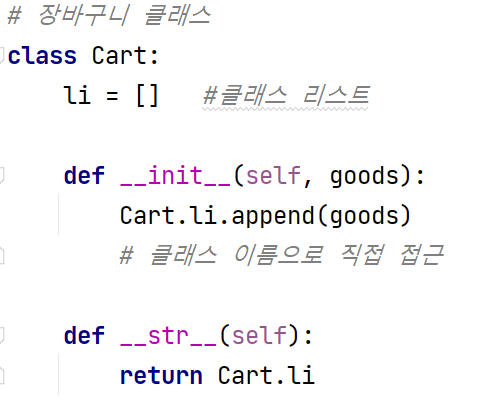 # 장바구니 클래스
class Cart:
    li = []   #클래스 리스트
    def __init__(self, goods):
        Cart.li.append(goods)
        # 클래스 이름으로 직접 접근
    def __str__(self):
        return Cart.li